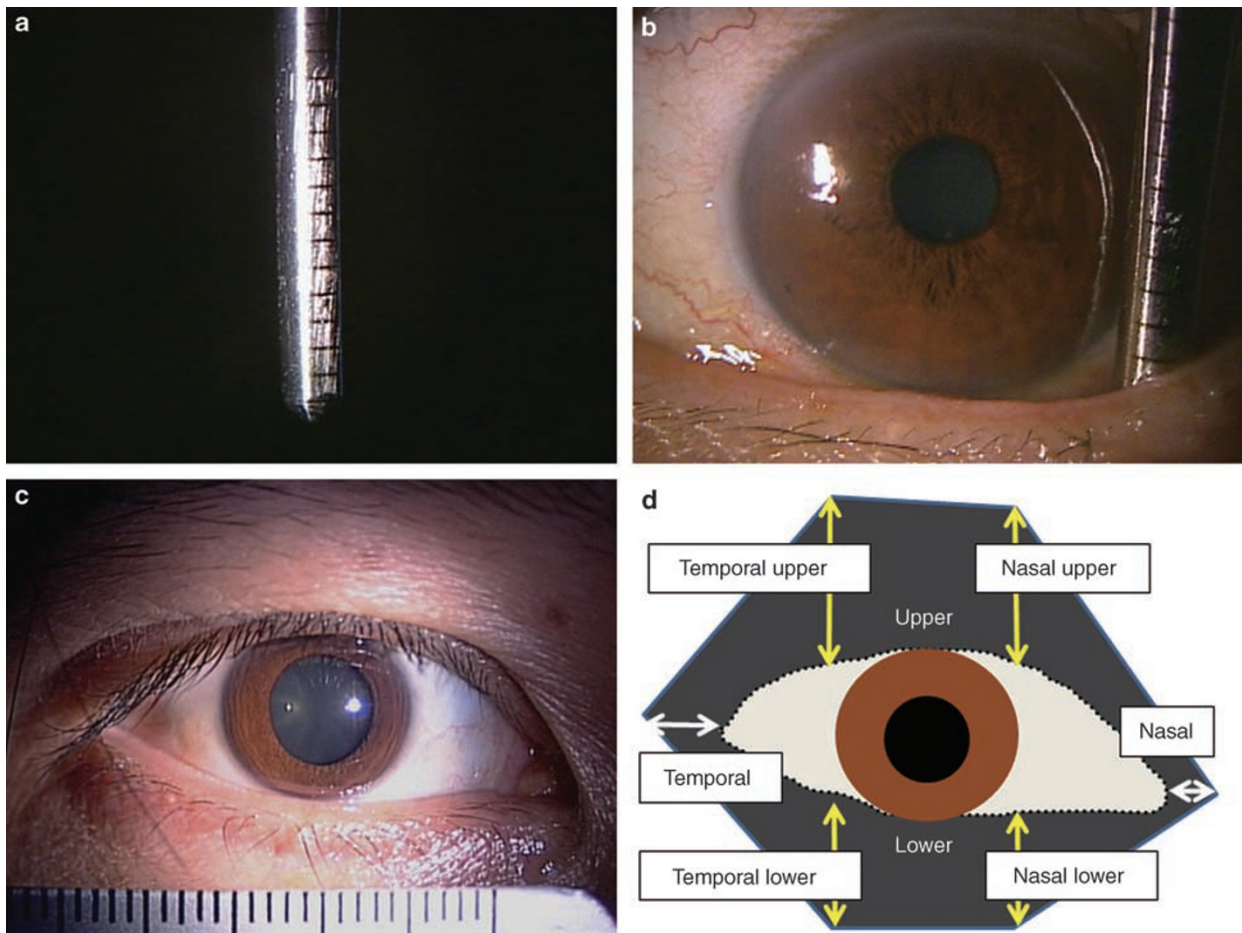 a
b
c
d
Temporal upper
Nasal upper
Upper
Nasal
Temporal
Lower
Temporal lower
Nasal lower